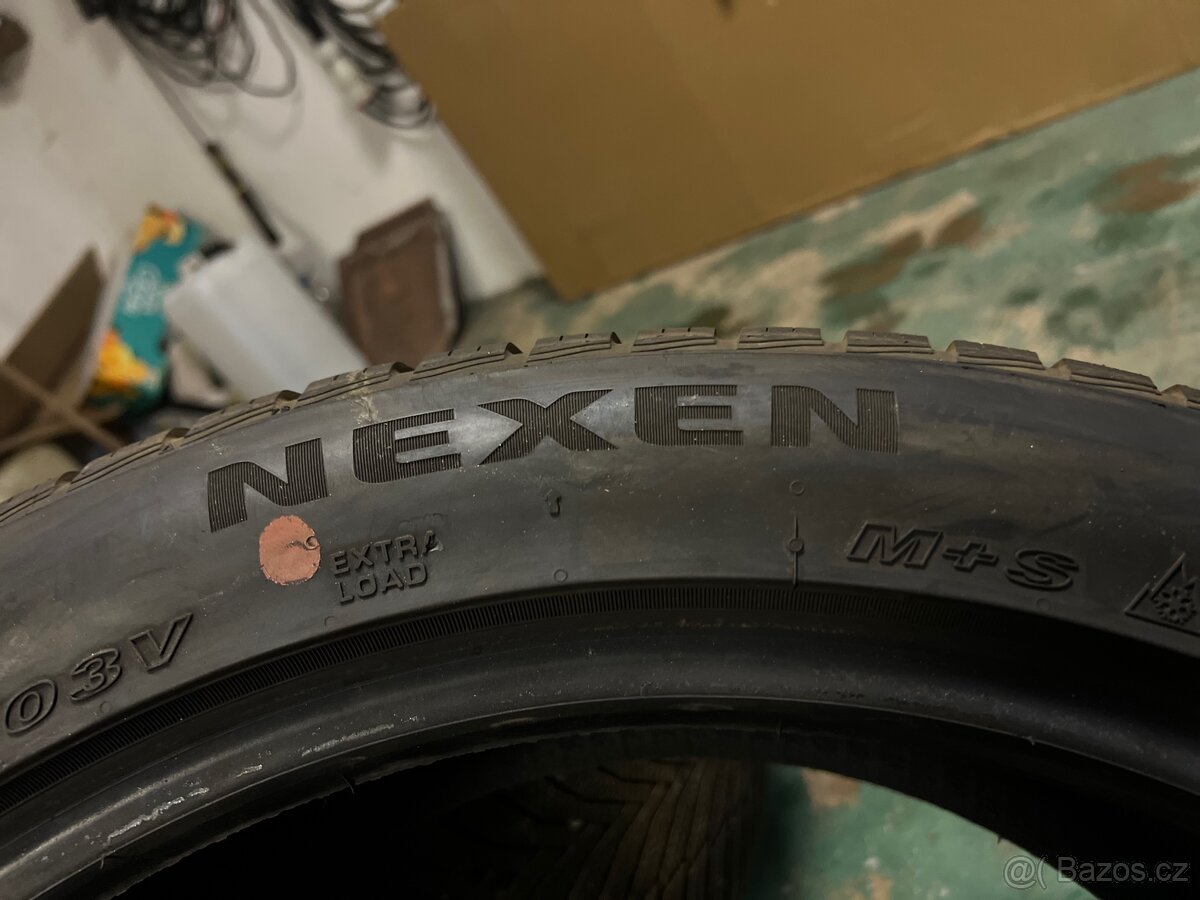 NEXEN
EXTRA
LOAD
M+S
03V
@( Bazos.cz